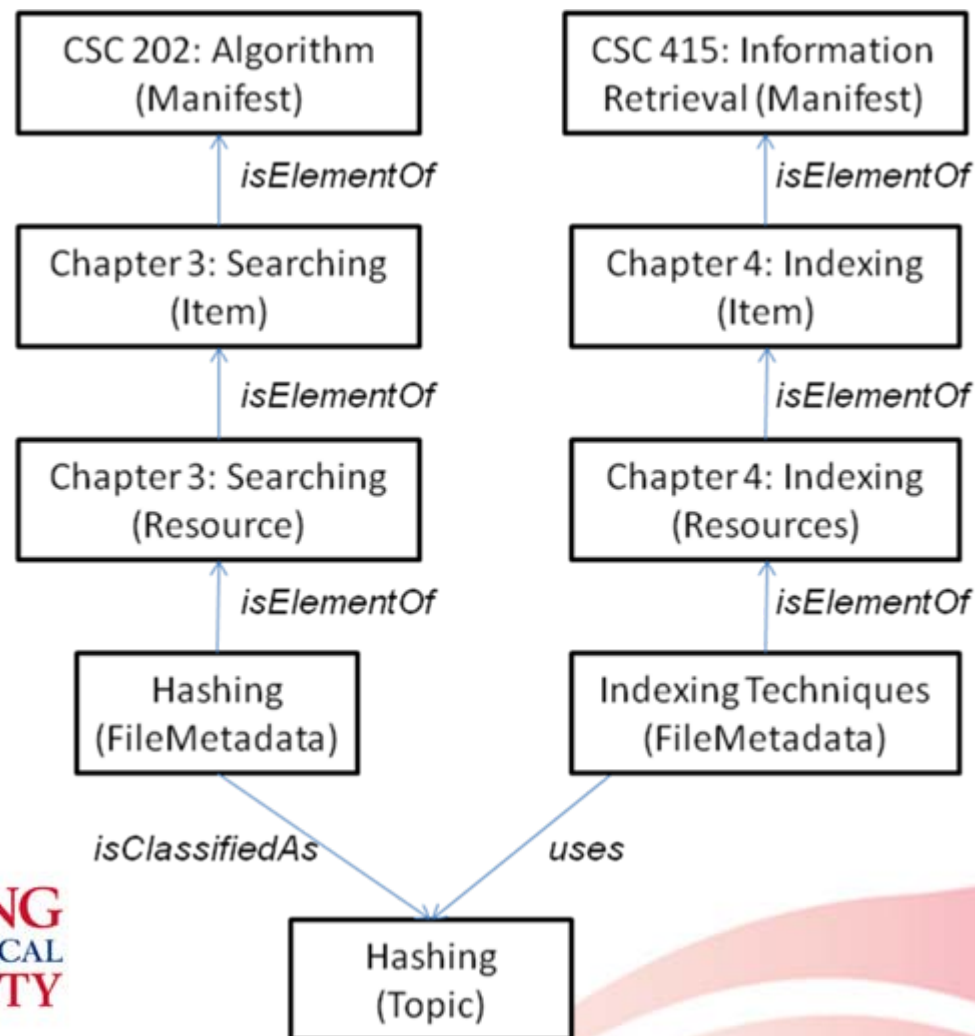 CSC 202: Algorithm
(Manifest)
CSC 415: Information
Retrieval (Manifest)
isElementOf
isElementOf
Chapter 3: Searching
(Item)
Chapter 4: Indexing
(Item)
isElementOf
isElementOf
Chapter 3: Searching
(Resource)
Chapter 4: Indexing
(Resources)
isElementOf
isElementOf
Hashing
(FileMetadata)
Indexing Techniques
(FileMetadata)
isClassifiedAs
uses
Hashing
(Topic)
NG
ICAL
ITY